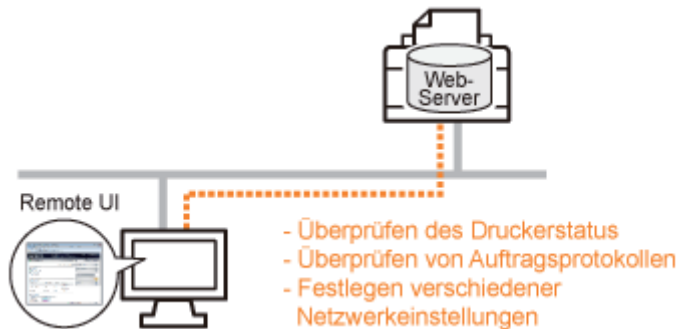 Web-
Server
Remote UI
- Überprüfen des Druckerstatus
- Überprüfen von Auftragsprotokollen
- Festlegen verschiedener
Netzwerkeinstellungen